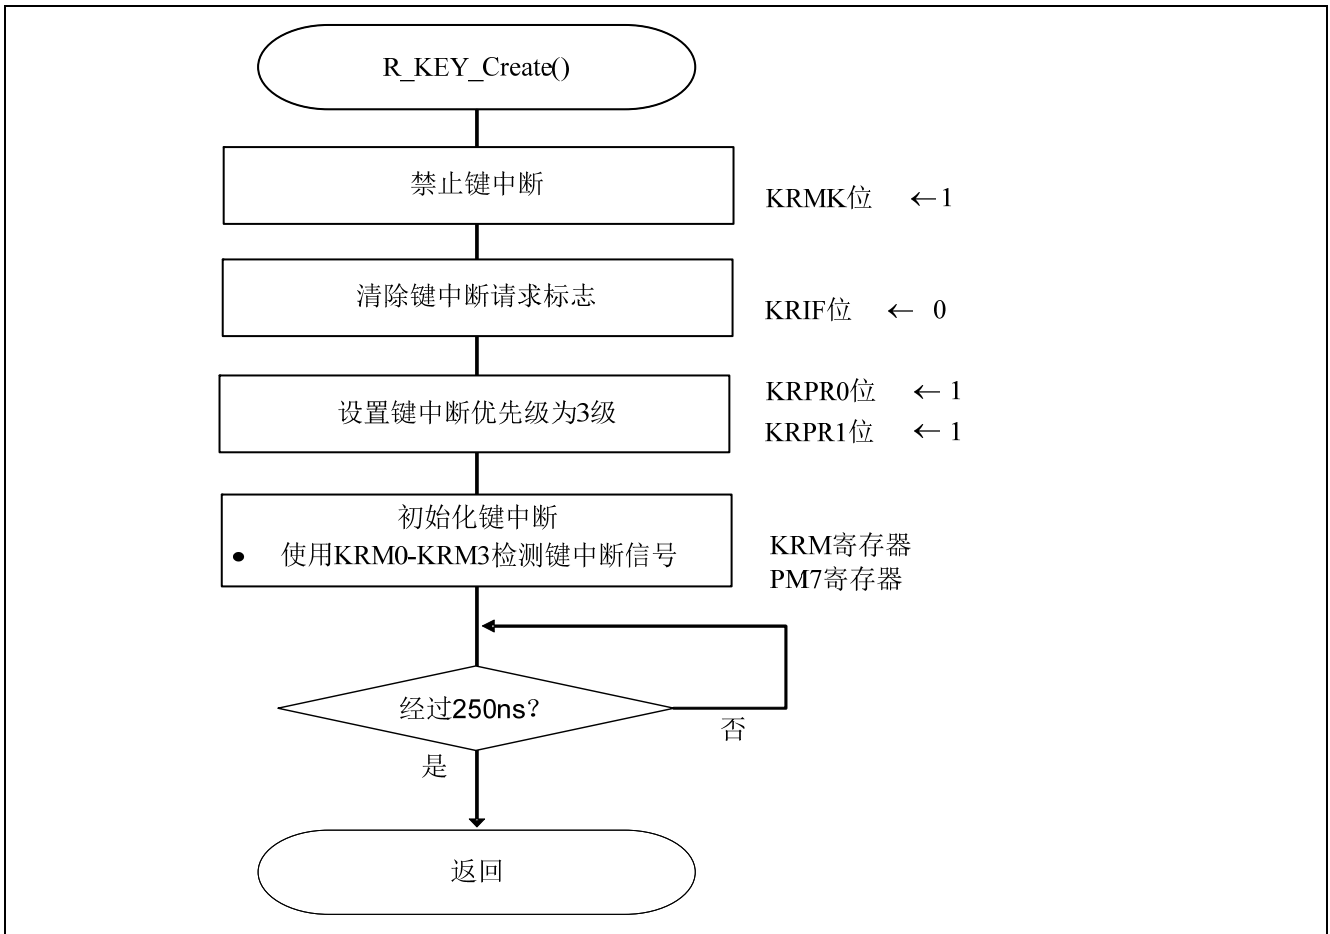 R_KEY_Create()
禁止键中断
KRMK位 ←1
清除键中断请求标志
KRIF位 ← 0
设置键中断优先级为3级
KRPR0位 ← 1
KRPR1位 ← 1
初始化键中断
• 使用KRM0-KRM3检测键中断信号
KRM寄存器
PM7寄存器
经过250ns？
否
是
返回